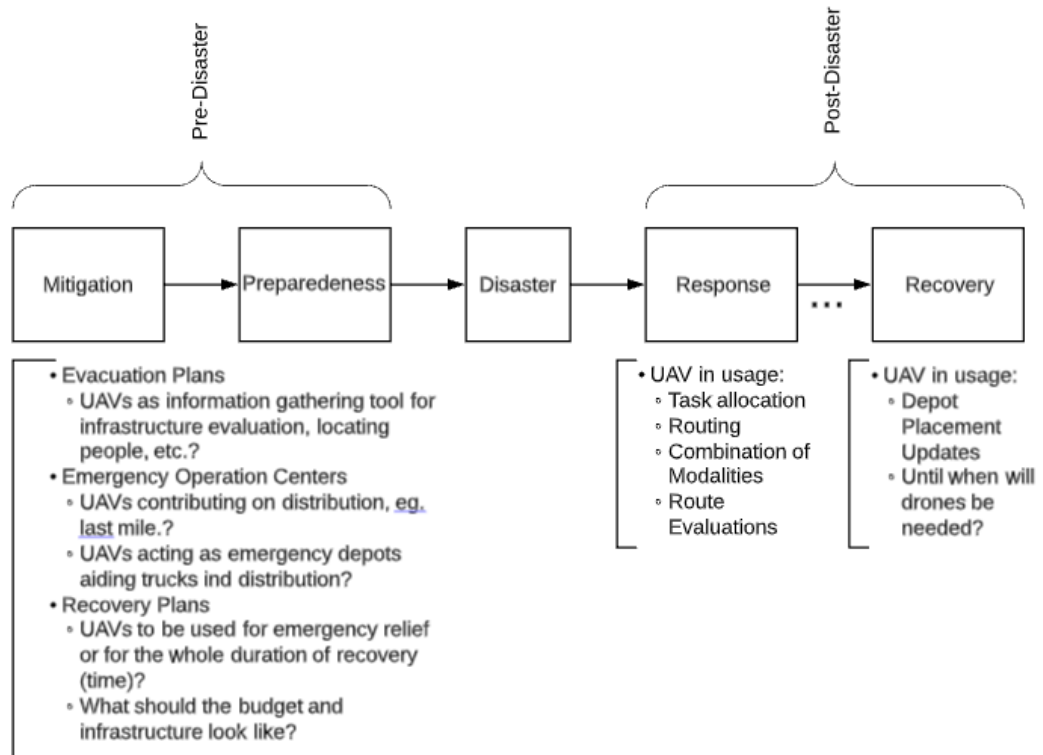 Pre-Disaster
Post-Disaster
Mitigation
Preparedeness
Disaster
Response
...
Recovery
• Evacuation Plans
◦ UAVs as information gathering tool for
infrastructure evaluation, locating
people, etc.?
• Emergency Operation Centers
◦ UAVs contributing on distribution, eg.
last mile.?
◦ UAVs acting as emergency depots
aiding trucks ind distribution?
• Recovery Plans
◦ UAVs to be used for emergency relief
or for the whole duration of recovery
(time)?
◦ What should the budget and
infrastructure look like?
• UAV in usage:
◦ Task allocation
◦ Routing
◦ Combination of
Modalities
◦ Route
Evaluations
• UAV in usage:
◦ Depot
Placement
Updates
◦ Until when will
drones be
needed?